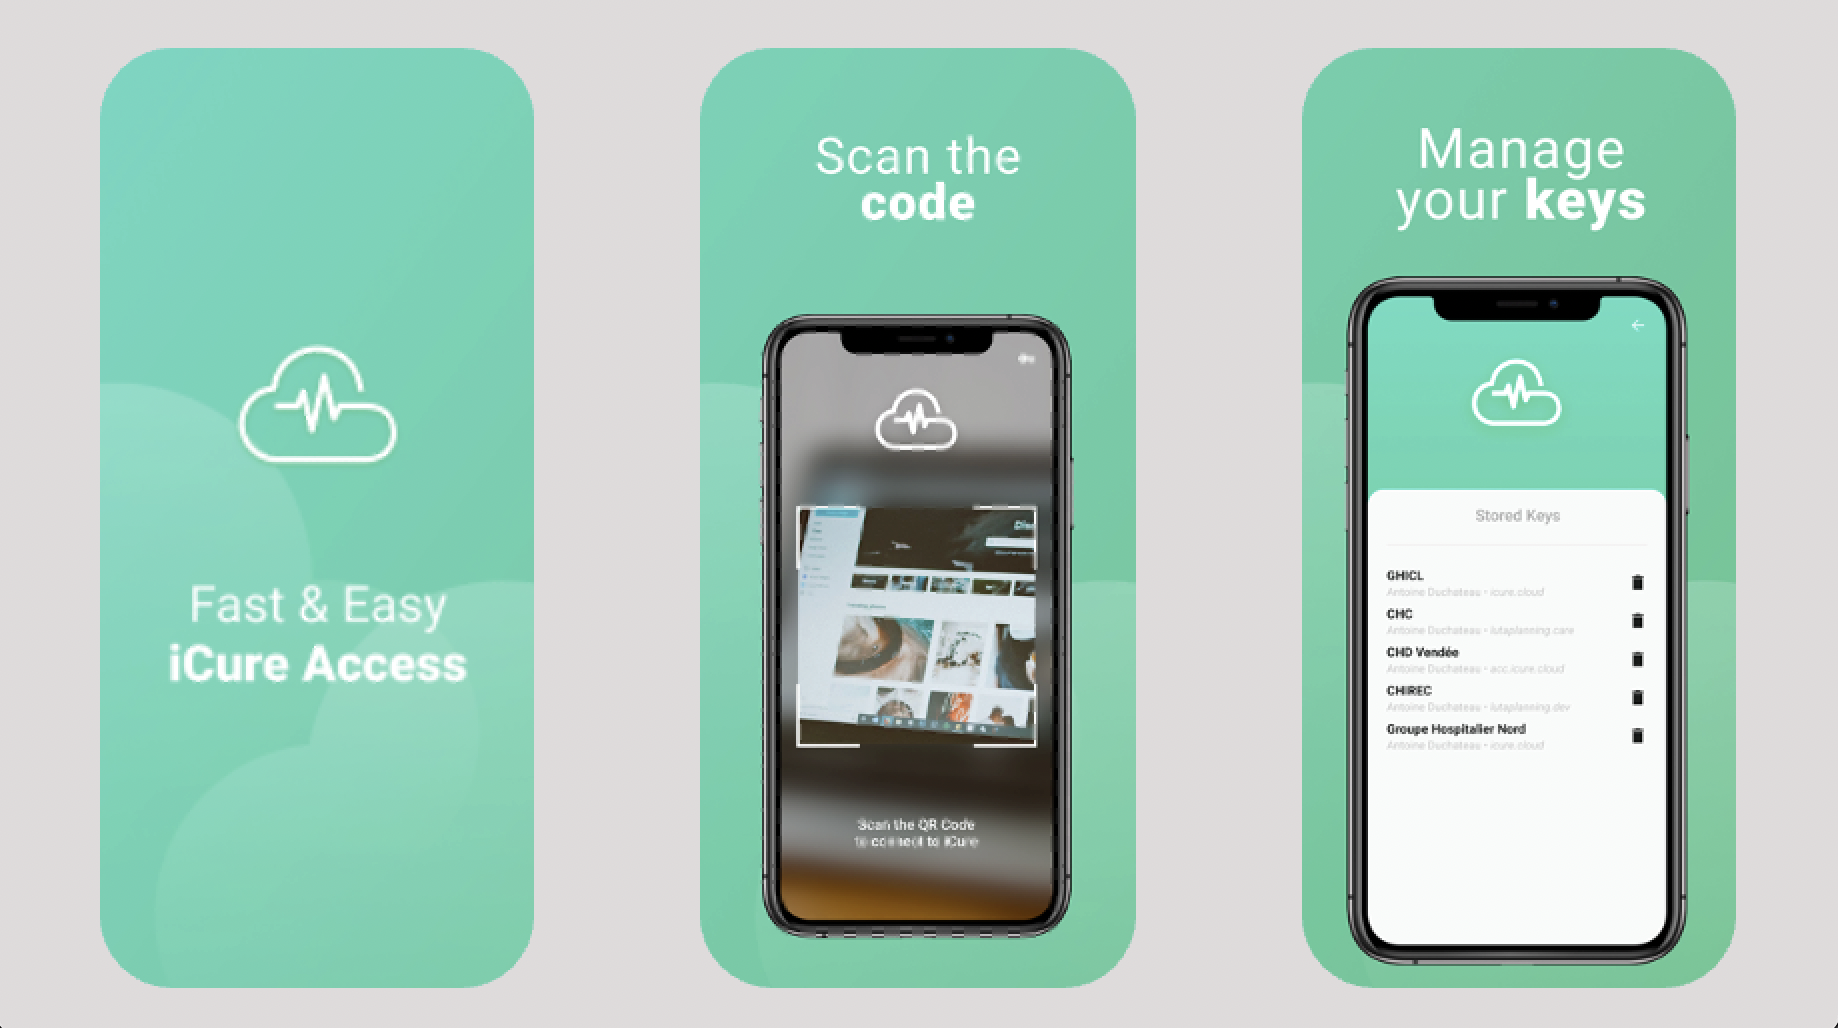 Fast & Easy
iCure Access
Scan the
code
Scan the QR Code
to connect to iCure
Manage
your keys
Stored Keys
GHICL
Antoine Duchateau • icure.cloud
CHC
Antoine Duchateau • lutaplanning.care
CHD Vendée
Antoine Duchateau • acc.icure.cloud
CHIREC
Antoine Duchateau • lutaplanning.dev
Groupe Hospitalier Nord
Antoine Duchateau • icure.cloud